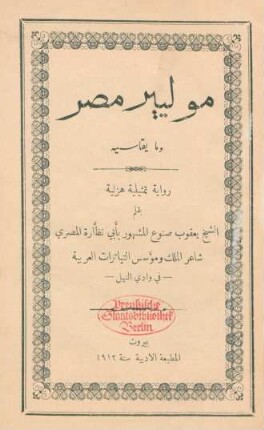 موليير مصر
وما يقاسيه
رواية تمثيلية هزلية
بقلم
الشيخ يعقوب صنوع المشهور بأبي نظارة المصري
شاعر الملك ومؤسس التياترات العربية
– في وادي النيل –
Preußische
Staatsbibliothek
Berlin
بيروت
المطبعة الادبية سنة ١٩١٢